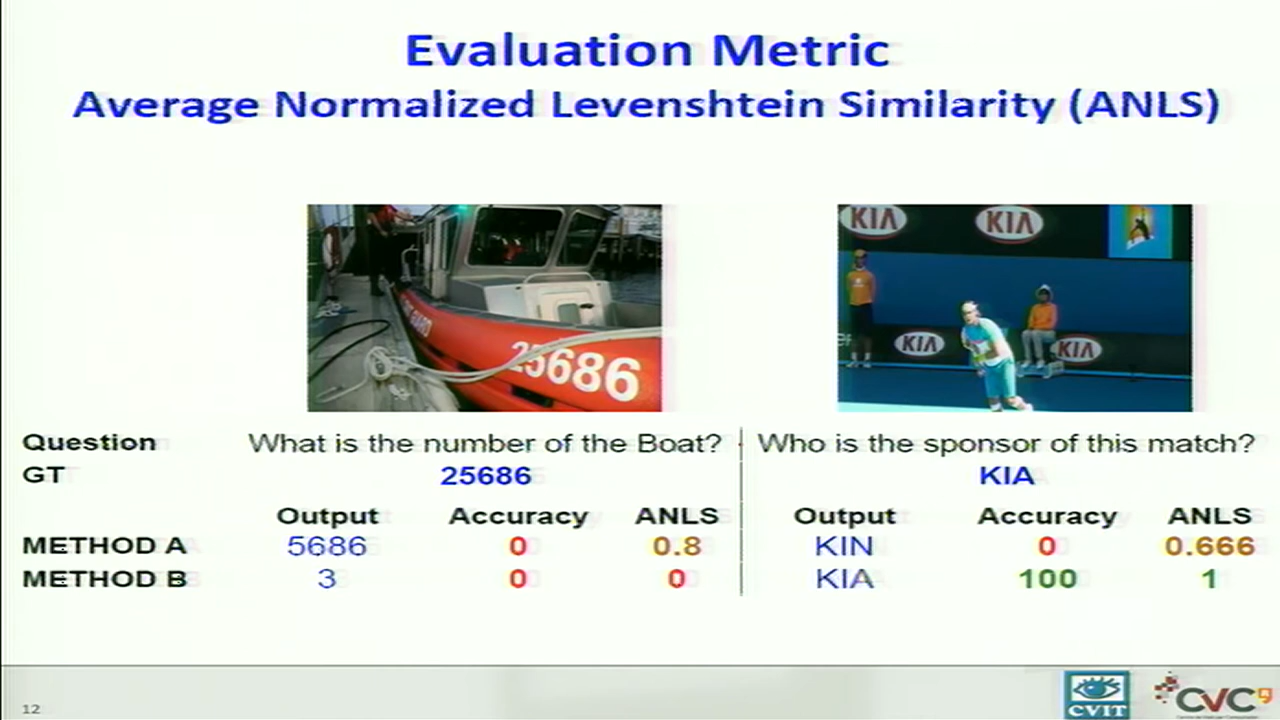 Evaluation Metric
Average Normalized Levenshtein Similarity (ANLS)
KIA KIA
25686
KIA KIA
Question What is the number of the Boat? Who is the sponsor of this match?
GT 25686 KIA
Output Accuracy ANLS Output Accuracy ANLS
METHOD A 5686 0 0.8 KIN 0 0.666
METHOD B 3 0 0 KIA 100 1
12
CVIT CVC